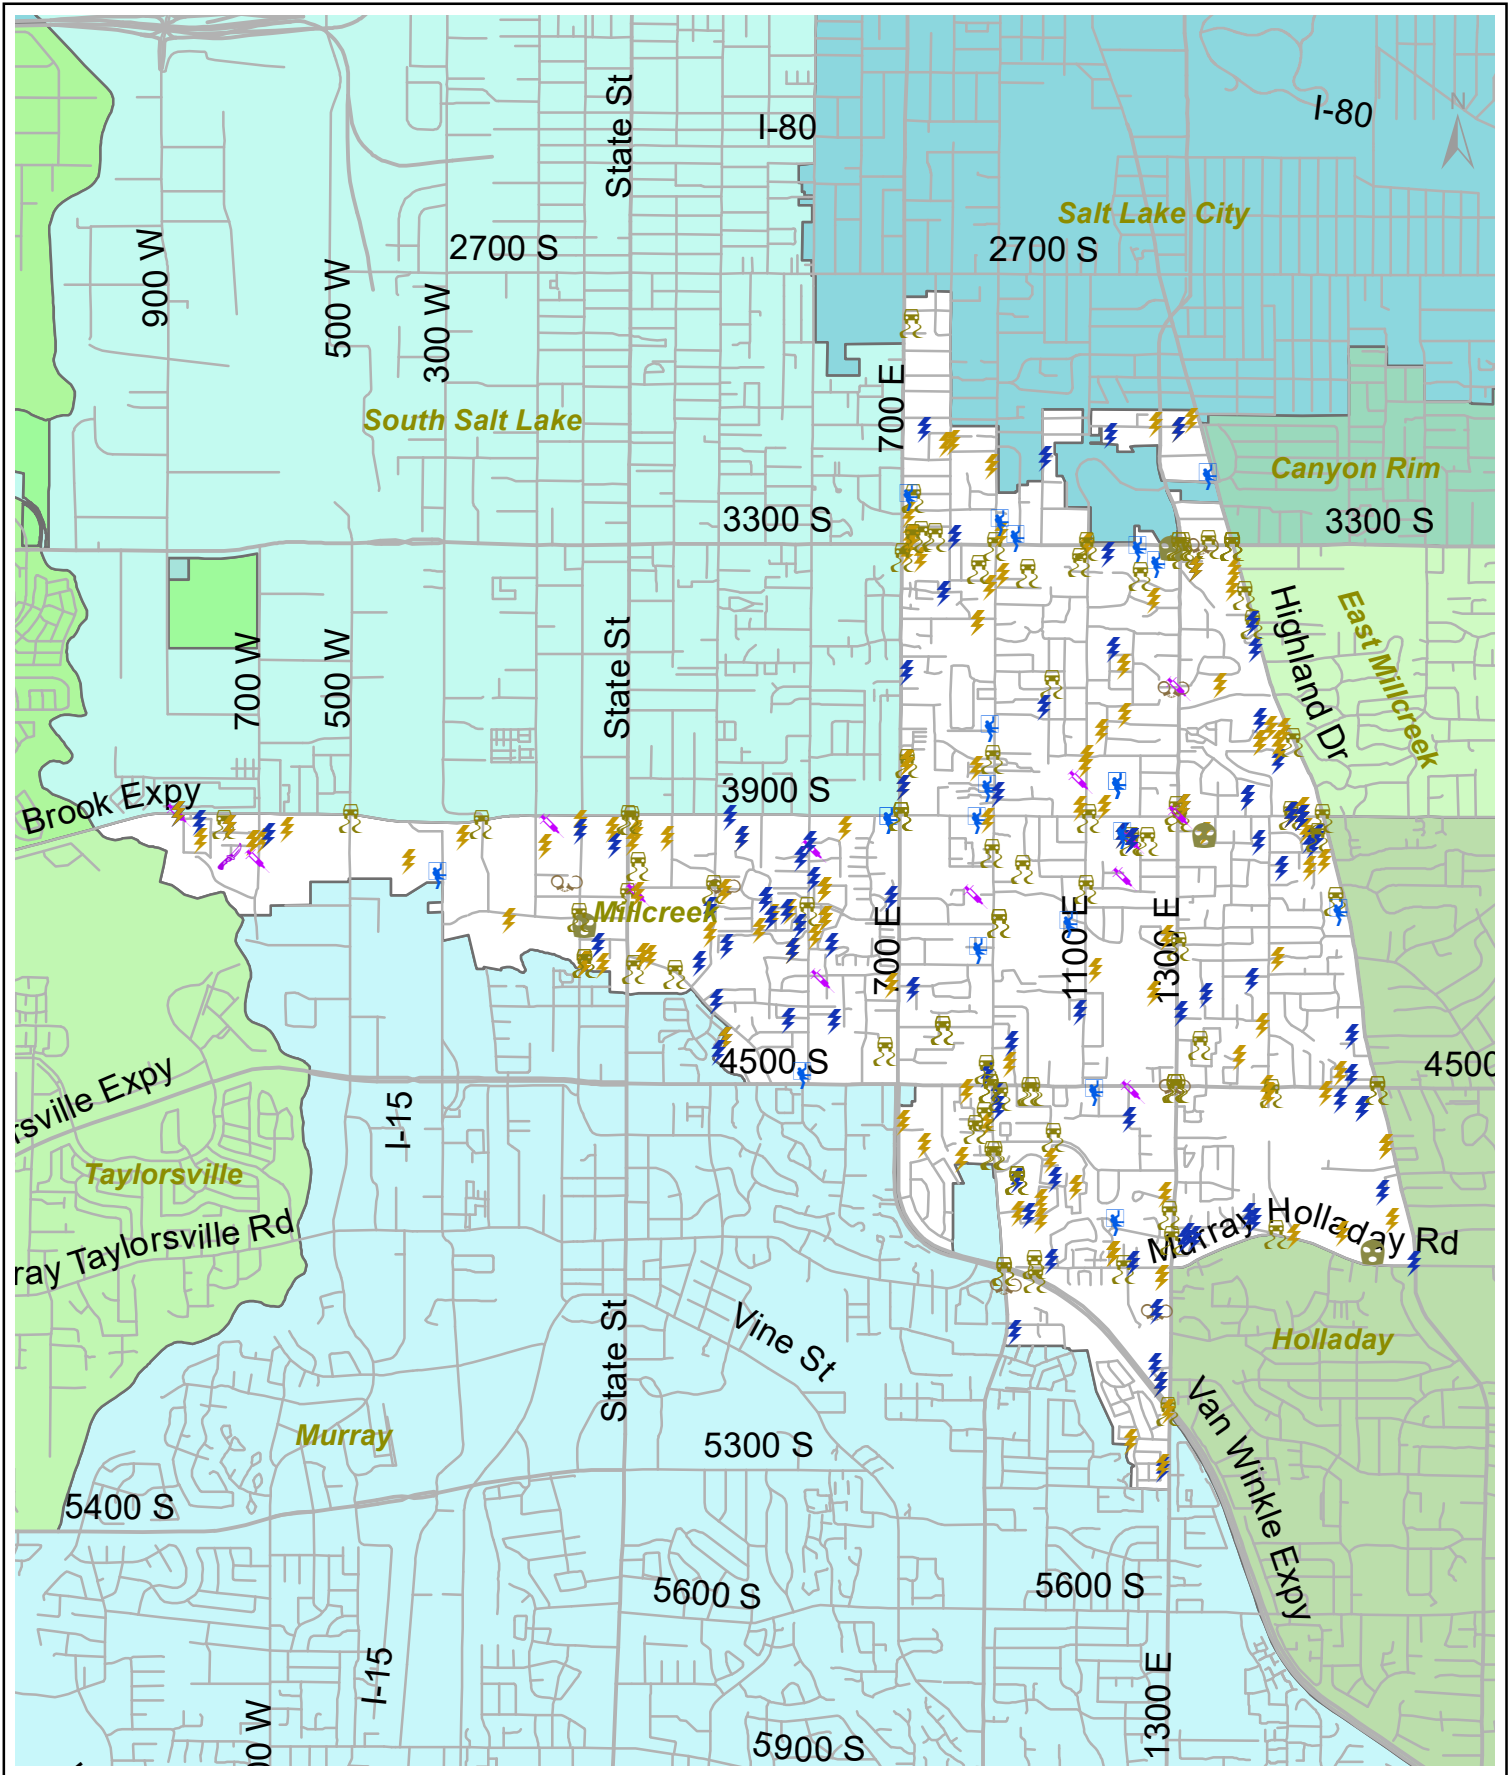 State St
I-80
I-80
N
Salt Lake City
900 W
2700 S
2700 S
500 W
300 W
700 E
South Salt Lake
Canyon Rim
3300 S
3300 S
700 W
500 W
State St
Highland Dr
East Millcreek
Brook Expy
3900 S
Millcreek
700 E
1100 E
1300 E
4500 S
4500
rsville Expy
I-15
Taylorsville
ray Taylorsville Rd
Murray Holladay Rd
State St
Vine St
Holladay
Murray
5300 S
Van Winkle Expy
5400 S
5600 S
5600 S
I-15
1300 E
00 W
5900 S